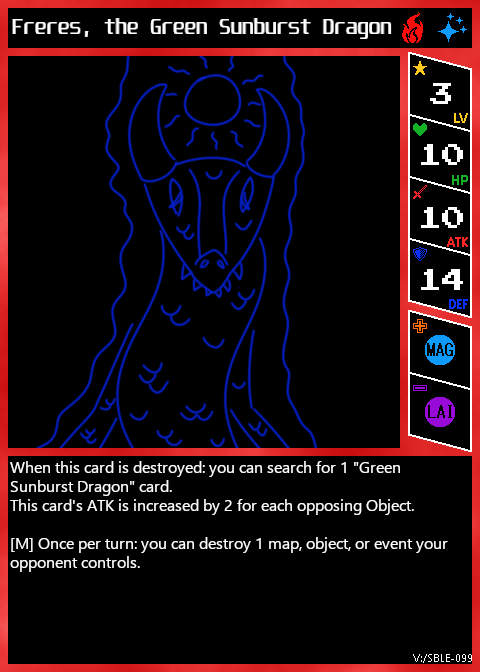 Freres, the Green Sunburst Dragon
3
LV
10
HP
10
ATK
14
DEF
MAG
LAI
When this card is destroyed: you can search for 1 "Green
Sunburst Dragon" card.
This card's ATK is increased by 2 for each opposing Object.
[M] Once per turn: you can destroy 1 map, object, or event your
opponent controls.
V:/SBLE-099